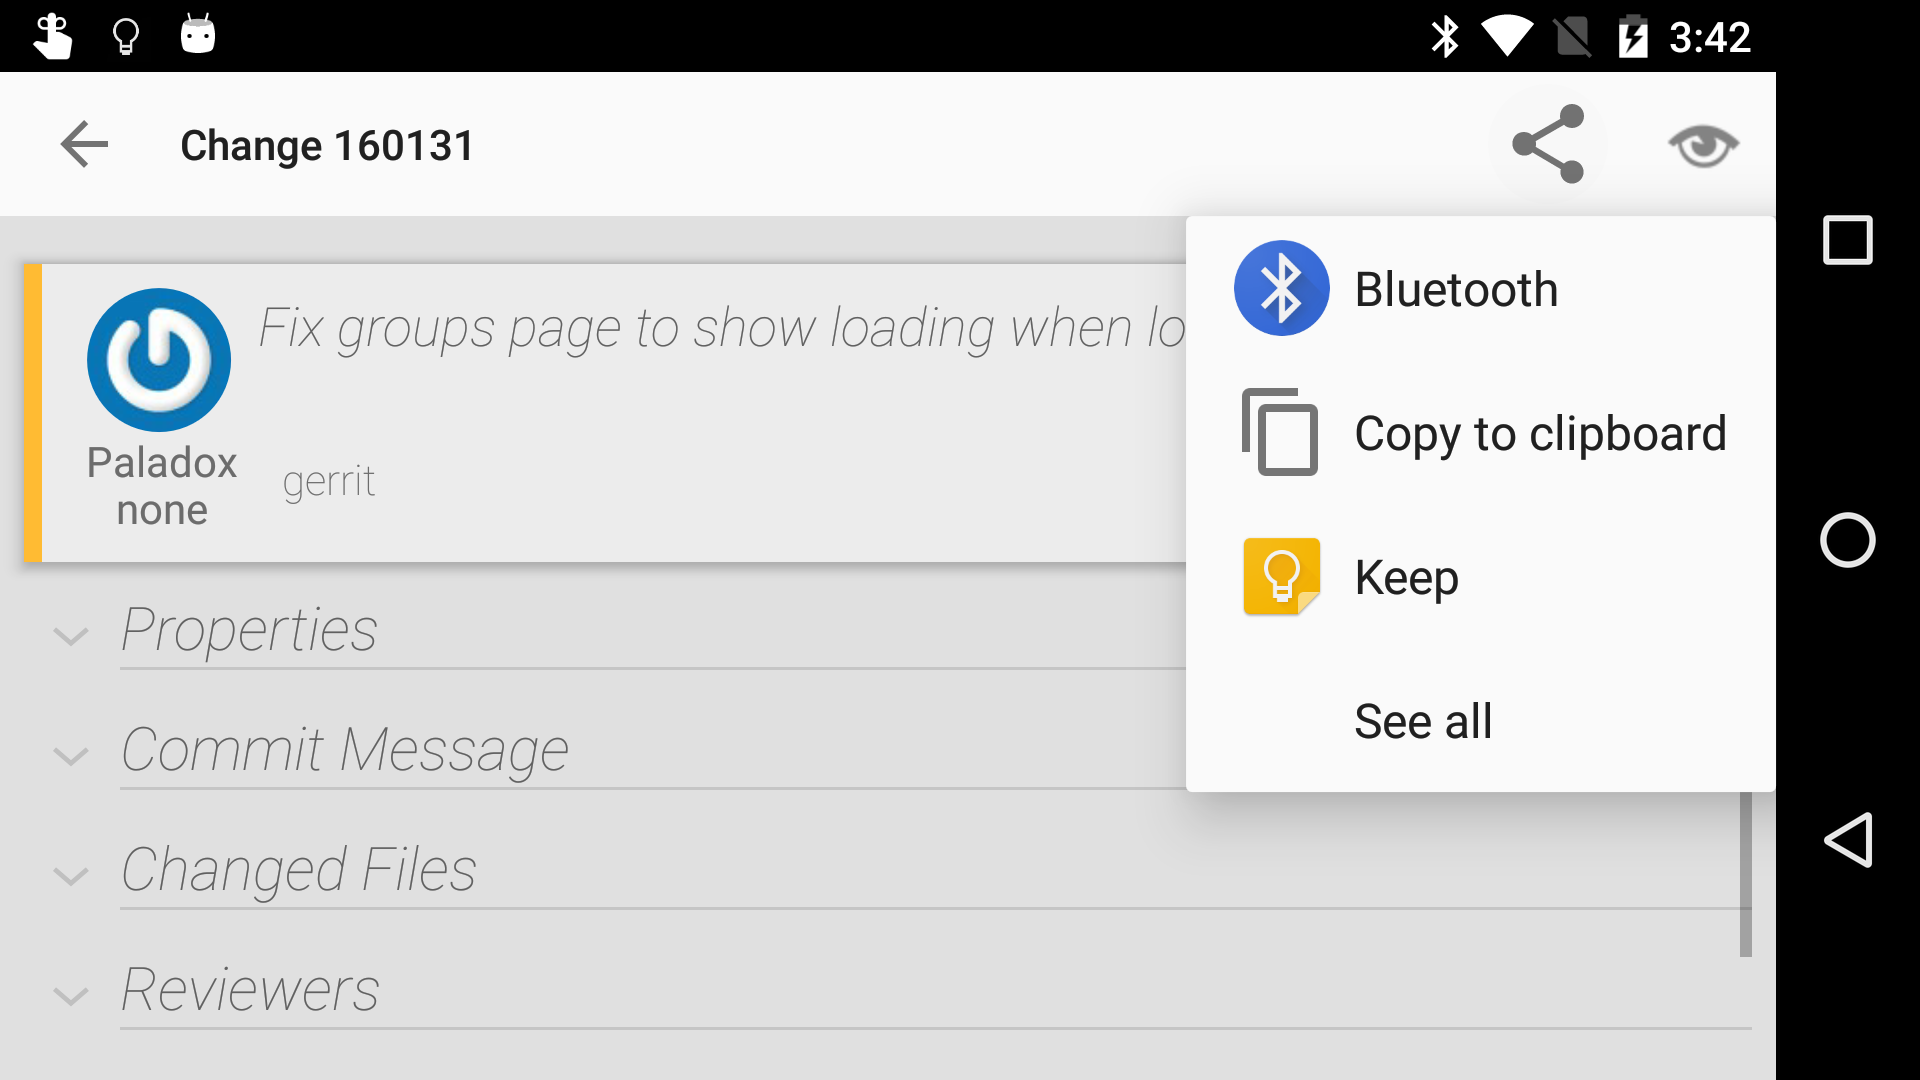 3:42
Change 160131
Fix groups page to show loading when lo
Paladox
none
gerrit
Bluetooth
Copy to clipboard
Keep
See all
Properties
Commit Message
Changed Files
Reviewers